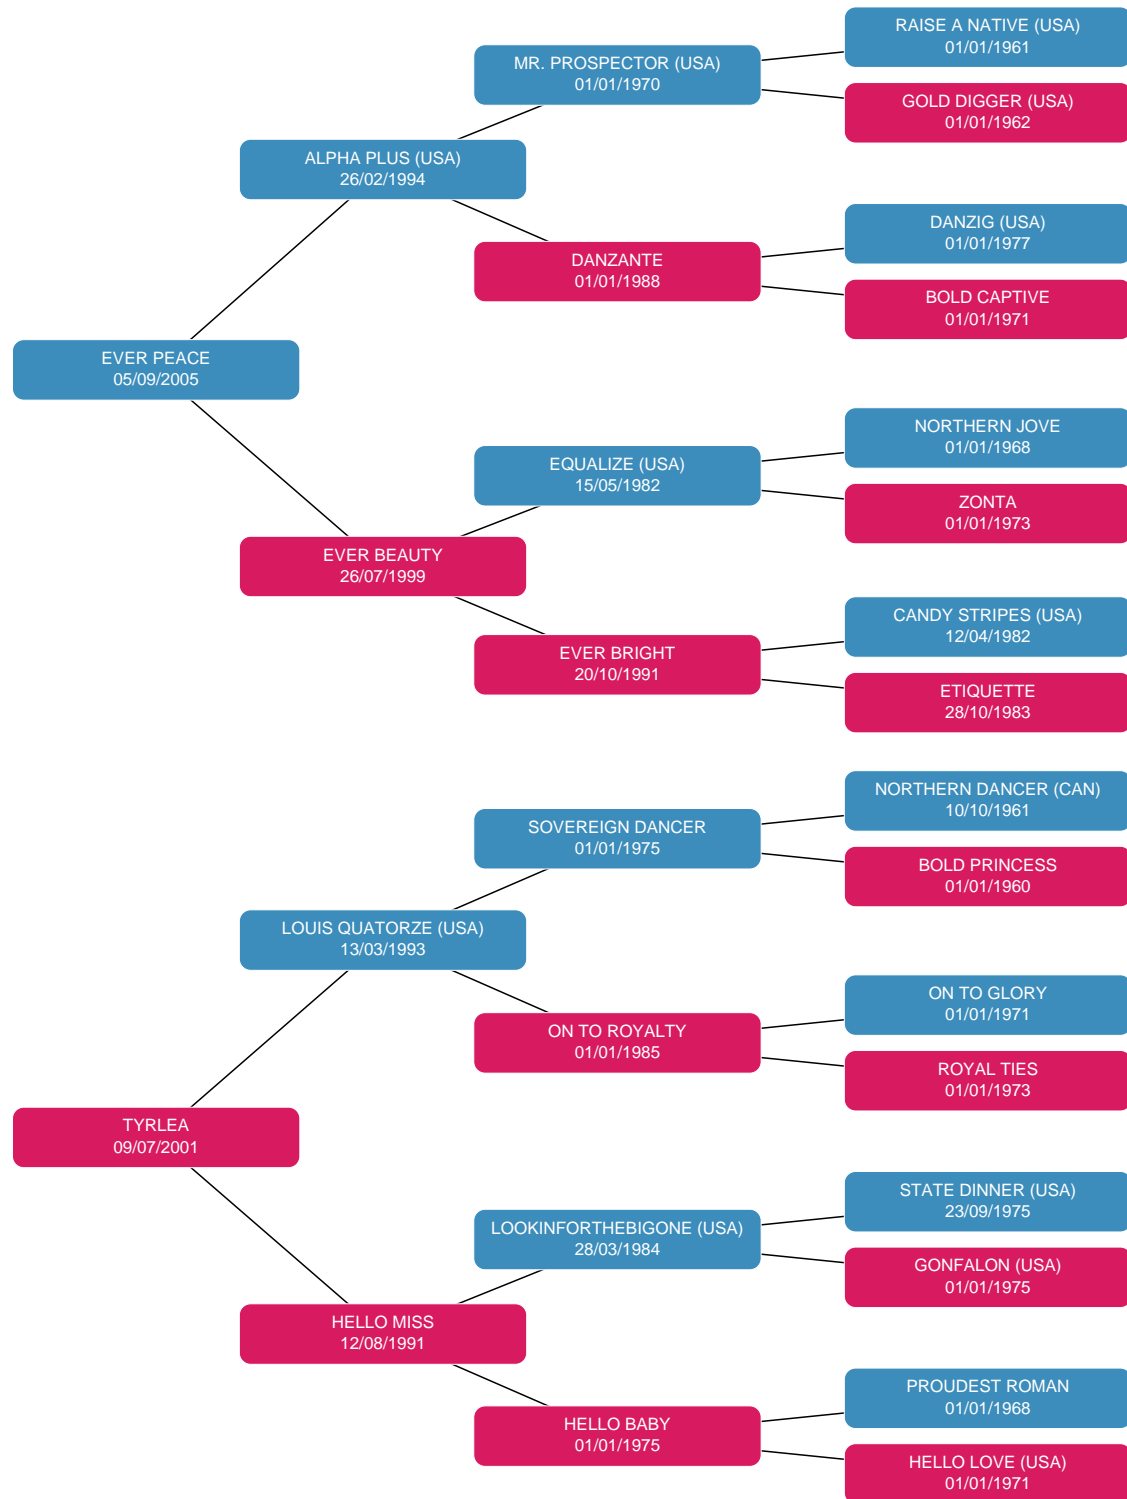 RAISE A NATIVE (USA)
01/01/1961
MR. PROSPECTOR (USA)
01/01/1970
GOLD DIGGER (USA)
01/01/1962
ALPHA PLUS (USA)
26/02/1994
DANZIG (USA)
01/01/1977
DANZANTE
01/01/1988
BOLD CAPTIVE
01/01/1971
EVER PEACE
05/09/2005
NORTHERN JOVE
01/01/1968
EQUALIZE (USA)
15/05/1982
ZONTA
01/01/1973
EVER BEAUTY
26/07/1999
CANDY STRIPES (USA)
12/04/1982
EVER BRIGHT
20/10/1991
ETIQUETTE
28/10/1983
NORTHERN DANCER (CAN)
10/10/1961
SOVEREIGN DANCER
01/01/1975
BOLD PRINCESS
01/01/1960
LOUIS QUATORZE (USA)
13/03/1993
ON TO GLORY
01/01/1971
ON TO ROYALTY
01/01/1985
ROYAL TIES
01/01/1973
TYRLEA
09/07/2001
STATE DINNER (USA)
23/09/1975
LOOKINFORTHEBIGONE (USA)
28/03/1984
GONFALON (USA)
01/01/1975
HELLO MISS
12/08/1991
PROUDEST ROMAN
01/01/1968
HELLO BABY
01/01/1975
HELLO LOVE (USA)
01/01/1971